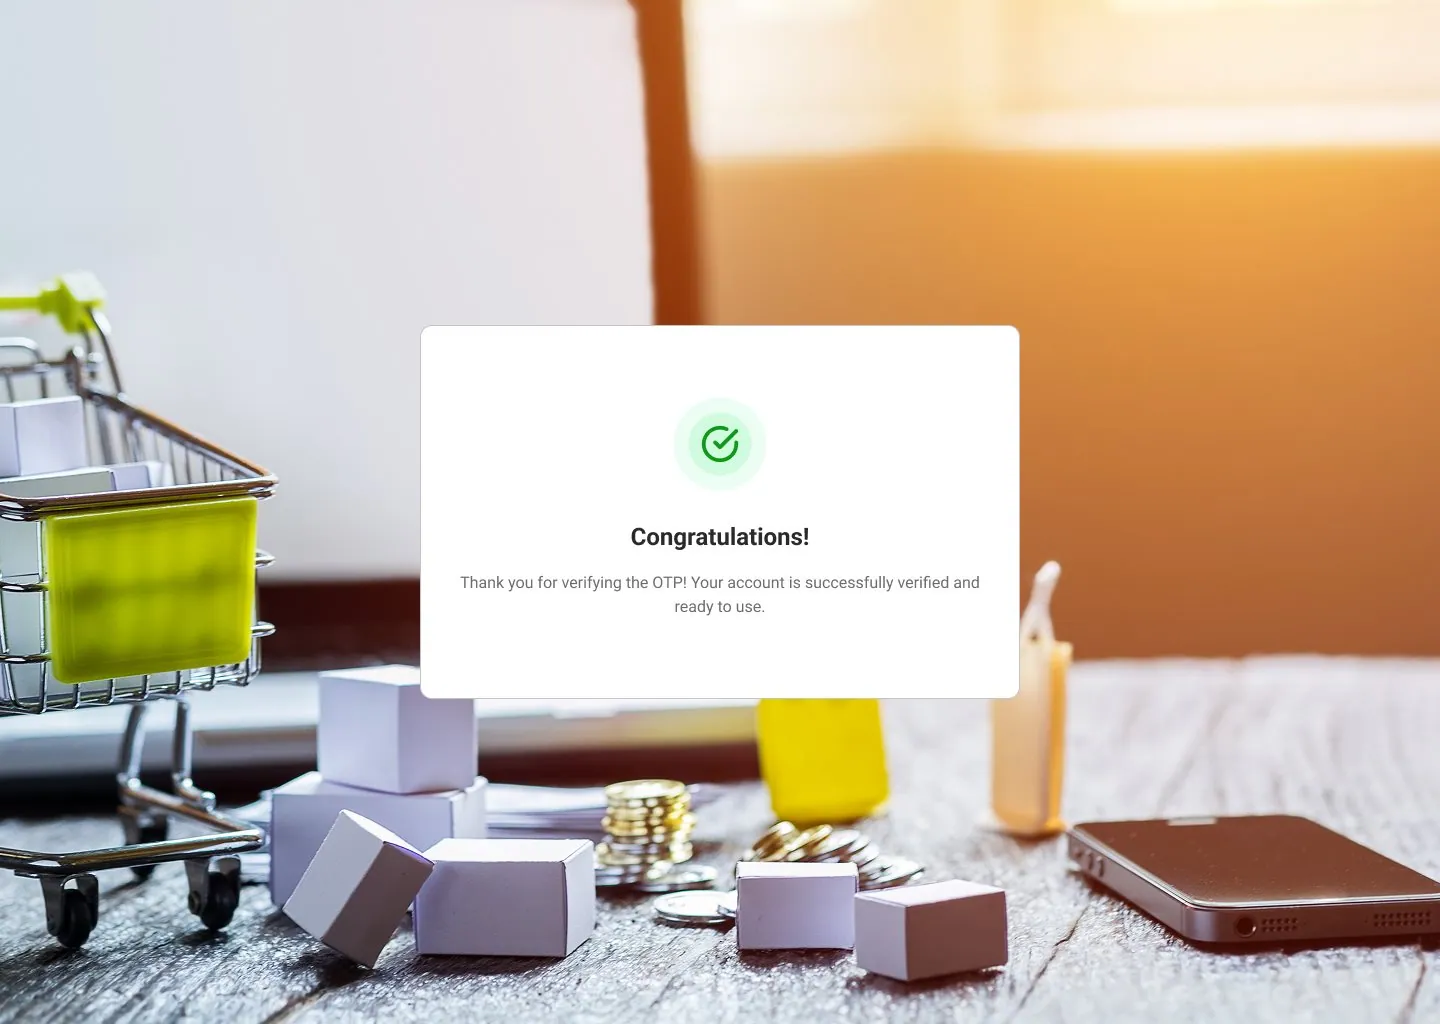 Congratulations!
Thank you for verifying the OTP! Your account is successfully verified and
ready to use.